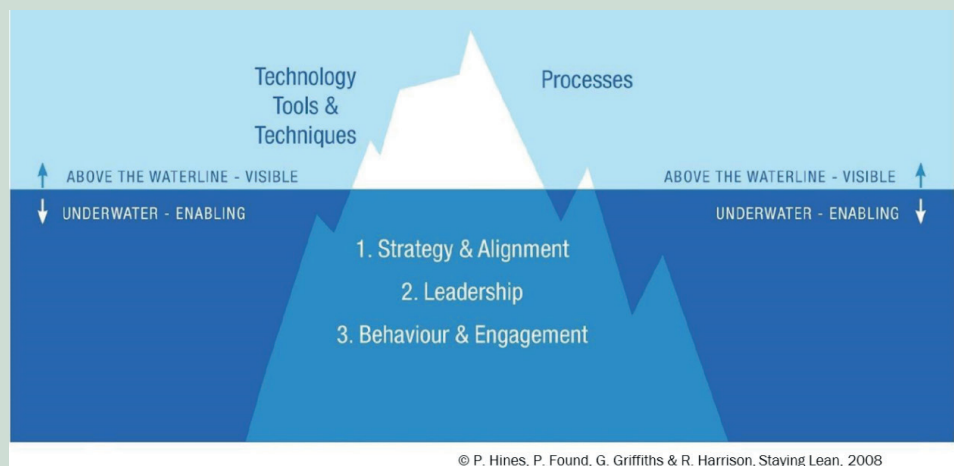 Technology
Tools &
Techniques
Processes
ABOVE THE WATERLINE - VISIBLE
ABOVE THE WATERLINE - VISIBLE
UNDERWATER - ENABLING
UNDERWATER - ENABLING
1. Strategy & Alignment
2. Leadership
3. Behaviour & Engagement
© P. Hines, P. Found, G. Griffiths & R. Harrison, Staying Lean, 2008